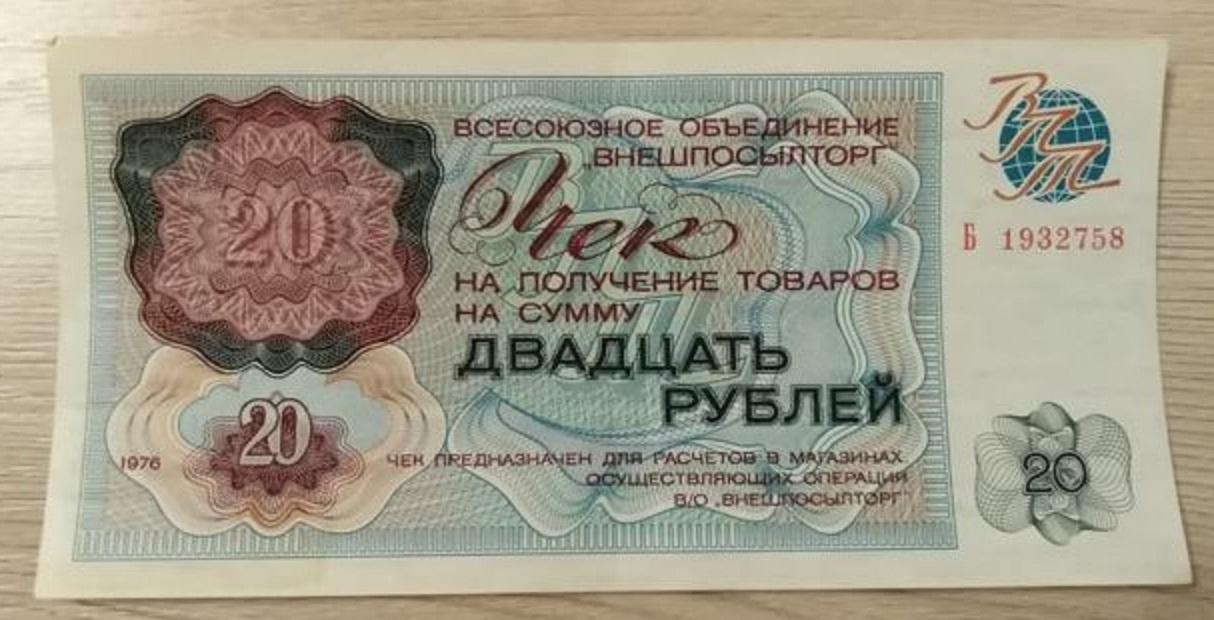 ВСЕСОЮЗНОЕ ОБЪЕДИНЕНИЕ
„ВНЕШПОСЫЛТОРГ"
ВПТ
20
Чек
Б 1932758
НА ПОЛУЧЕНИЕ ТОВАРОВ
НА СУММУ
ДВАДЦАТЬ
РУБЛЕЙ
20
1976
ЧЕК ПРЕДНАЗНАЧЕН ДЛЯ РАСЧЕТОВ В МАГАЗИНАХ
ОСУЩЕСТВЛЯЮЩИХ ОПЕРАЦИИ
В/О „ВНЕШПОСЫЛТОРГ"
20